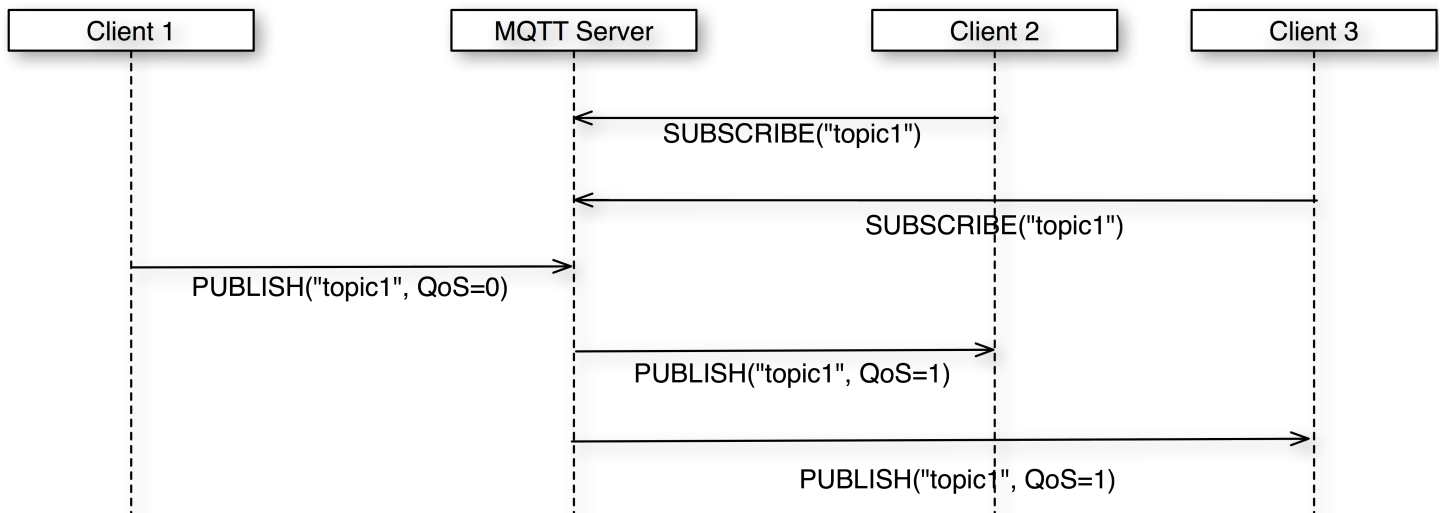 Client 1
MQTT Server
Client 2
Client 3
SUBSCRIBE("topic1")
SUBSCRIBE("topic1")
PUBLISH("topic1", QoS=0)
PUBLISH("topic1", QoS=1)
PUBLISH("topic1", QoS=1)